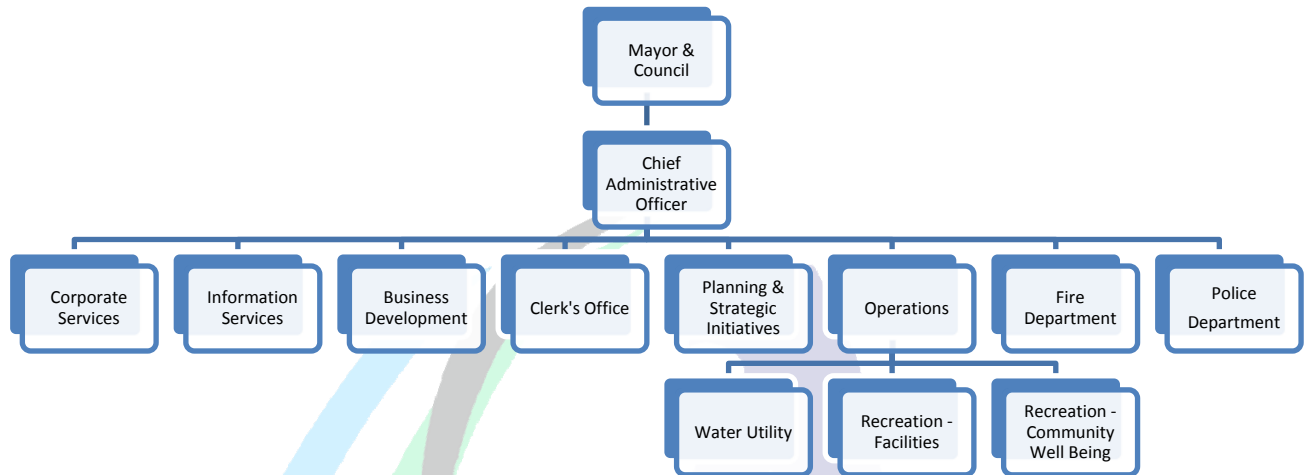 Mayor &
Council
Chief
Administrative
Officer
Corporate
Services
Information
Services
Business
Development
Clerk's Office
Planning &
Strategic
Initiatives
Operations
Fire
Department
Police
Department
Water Utility
Recreation -
Facilities
Recreation -
Community
Well Being